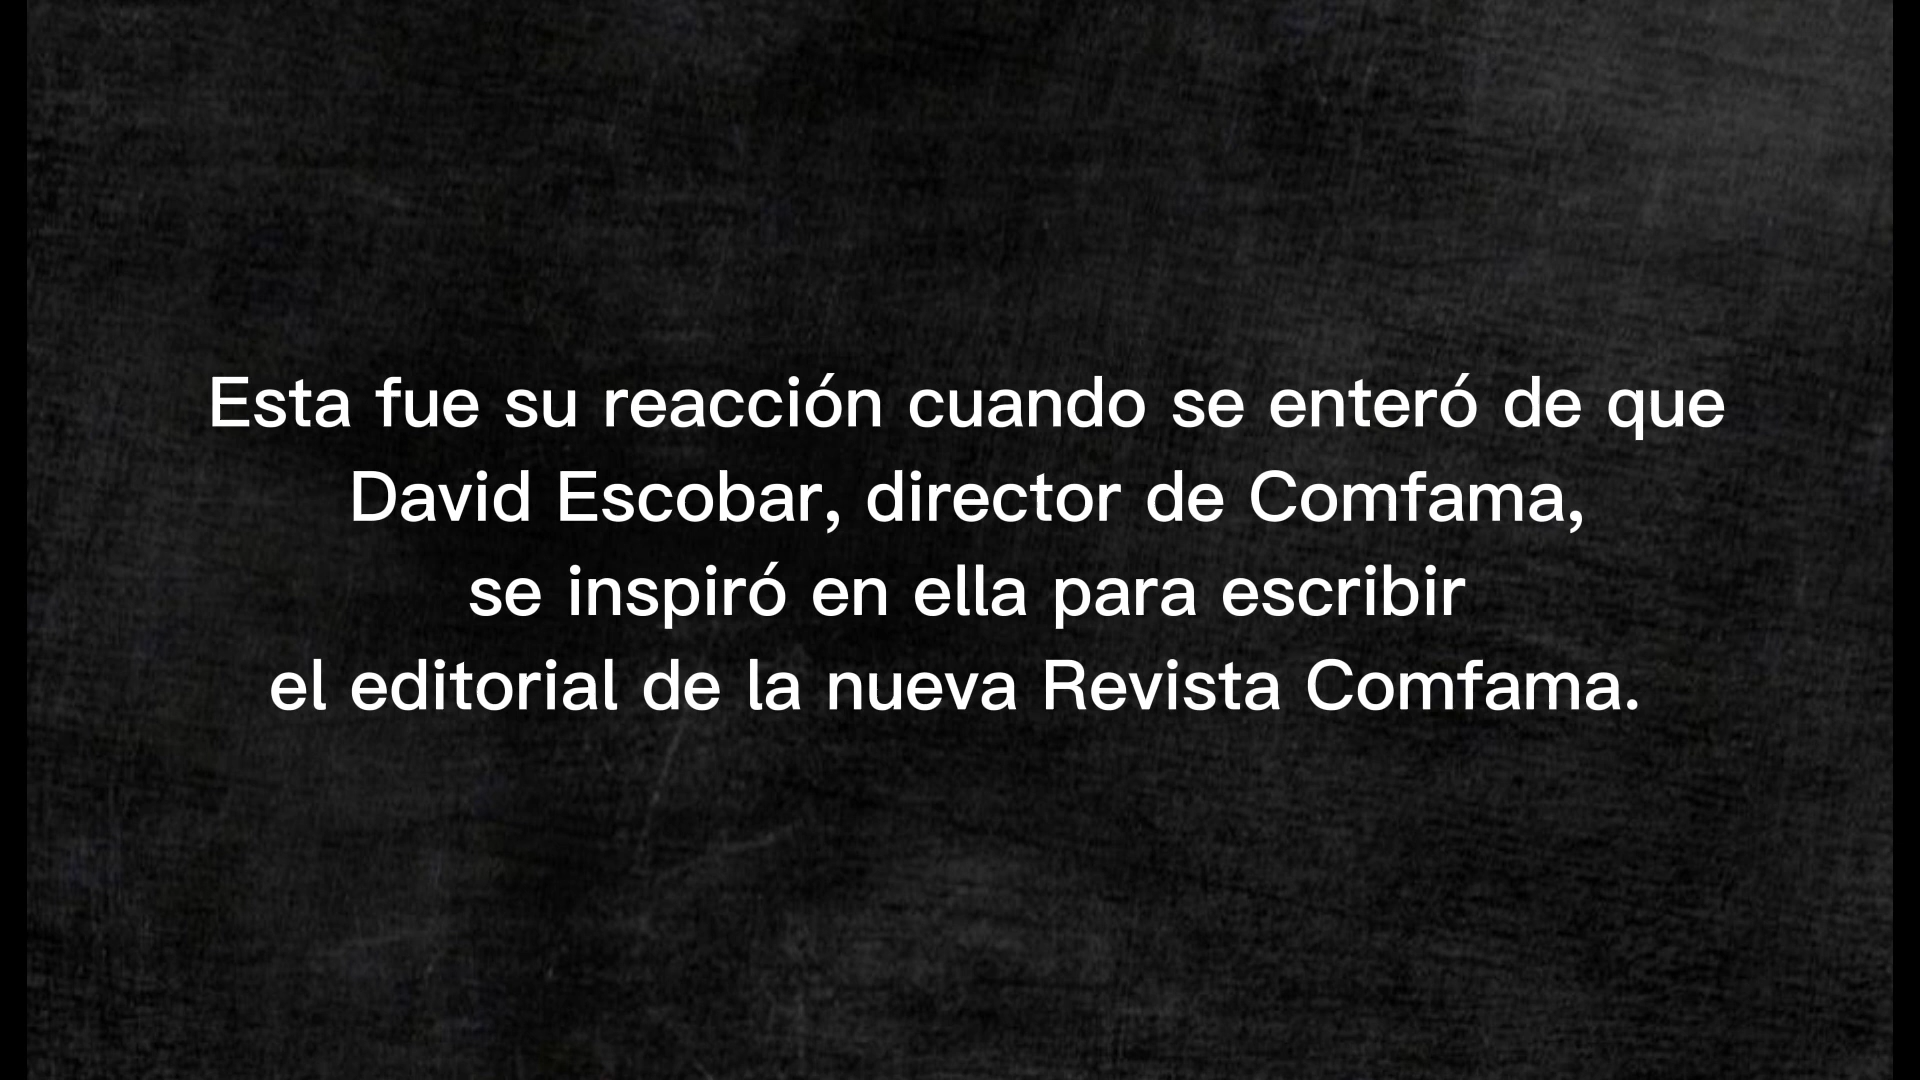 Esta fue su reacción cuando se enteró de que
David Escobar, director de Comfama,
se inspiró en ella para escribir
el editorial de la nueva Revista Comfama.